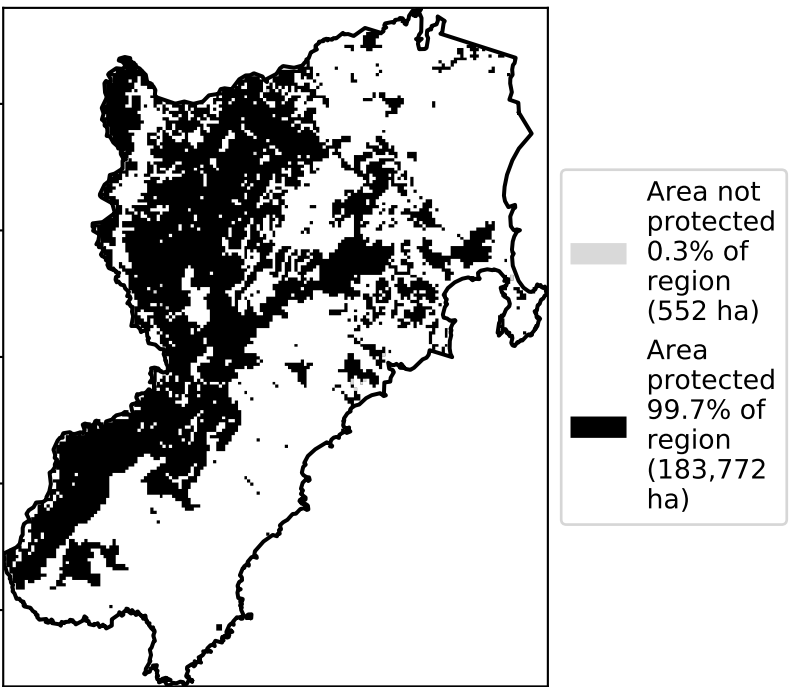 Area not
protected
0.3% of
region
(552 ha)
Area
protected
99.7% of
region
(183,772
ha)